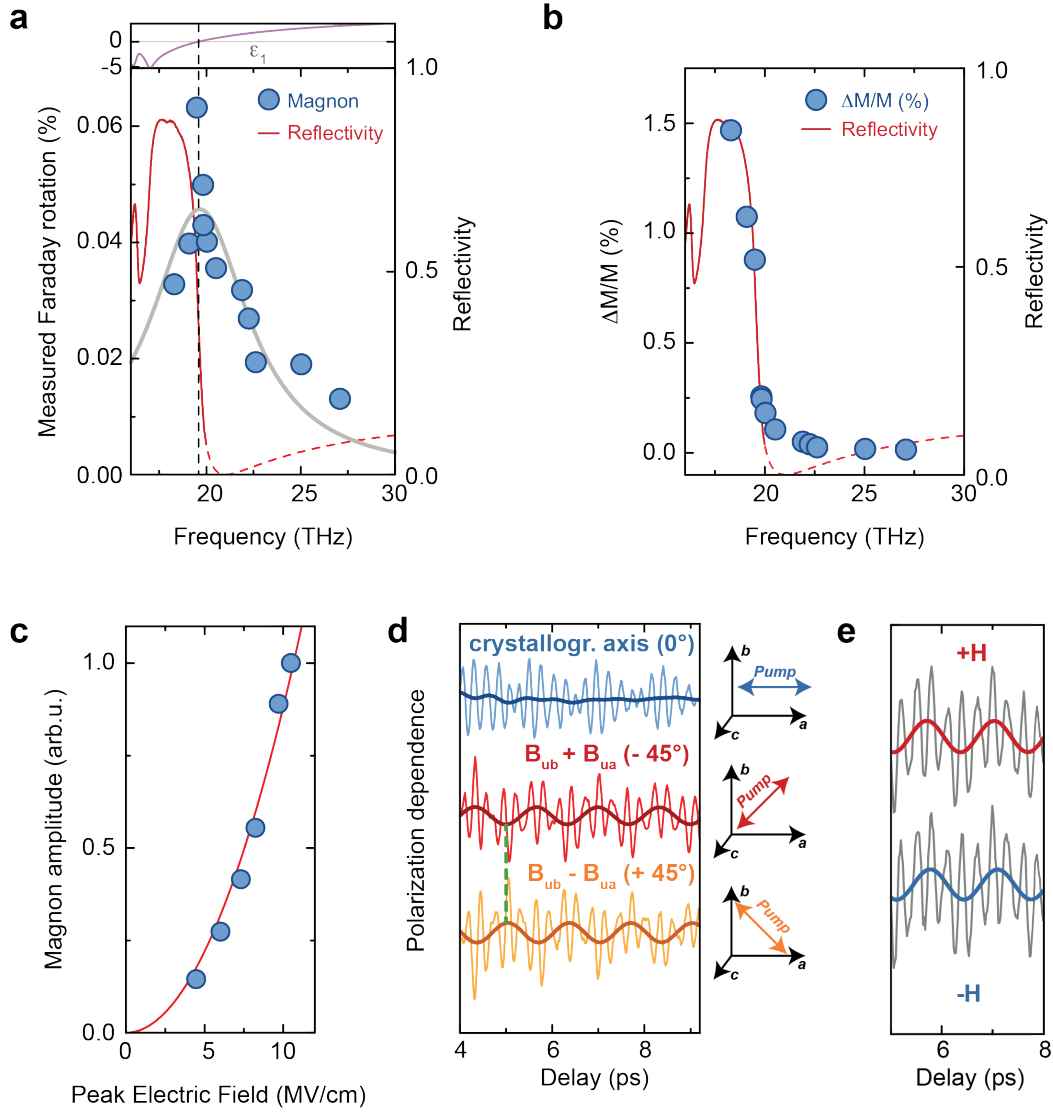 a
0
-5
ε1
1.0
Magnon
Reflectivity
0.06
0.04
0.02
0.00
0.5
0.0
20
25
30
Measured Faraday rotation (%)
Reflectivity
Frequency (THz)
b
1.0
ΔM/M (%)
Reflectivity
1.5
1.0
0.5
0.0
0.5
0.0
20
25
30
ΔM/M (%)
Reflectivity
Frequency (THz)
c
1.0
0.5
0.0
0
5
10
Magnon amplitude (arb.u.)
Peak Electric Field (MV/cm)
d
crystallogr. axis (0°)
Bub + Bua (- 45°)
Bub - Bua (+ 45°)
Polarization dependence
4
6
8
Delay (ps)
b
Pump
a
c
b
Pump
a
c
b
Pump
a
c
e
+H
-H
6
8
Delay (ps)